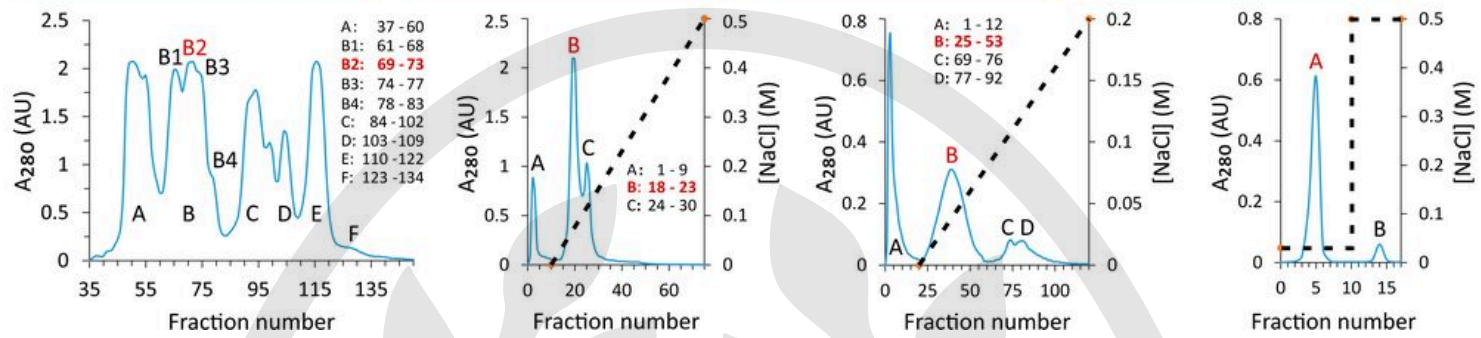 A₂₈₀ (AU)
2.5
2
1.5
1
0.5
0
35
55
75
95
115
135
Fraction number
A
B1
B2
B3
B4
B
C
D
E
F
A: 37 -60
B1: 61 -68
B2: 69 -73
B3: 74 -77
B4: 78 -83
C: 84 -102
D: 103 -109
E: 110 -122
F: 123 -134
A₂₈₀ (AU)
2.5
2
1.5
1
0.5
0
0
20
40
60
Fraction number
A
B
C
A: 1 - 9
B: 18 - 23
C: 24 - 30
0.5
0.4
0.3
0.2
0.1
0
[NaCl] (M)
A₂₈₀ (AU)
0.8
0.6
0.4
0.2
0
0
25
50
75
100
Fraction number
A
B
C D
A: 1 - 12
B: 25 - 53
C: 69 - 76
D: 77 - 92
0.2
0.15
0.1
0.05
0
[NaCl] (M)
A₂₈₀ (AU)
0.8
0.6
0.4
0.2
0
0
5
10
15
Fraction number
A
B
0.5
0.4
0.3
0.2
0.1
0
[NaCl] (M)